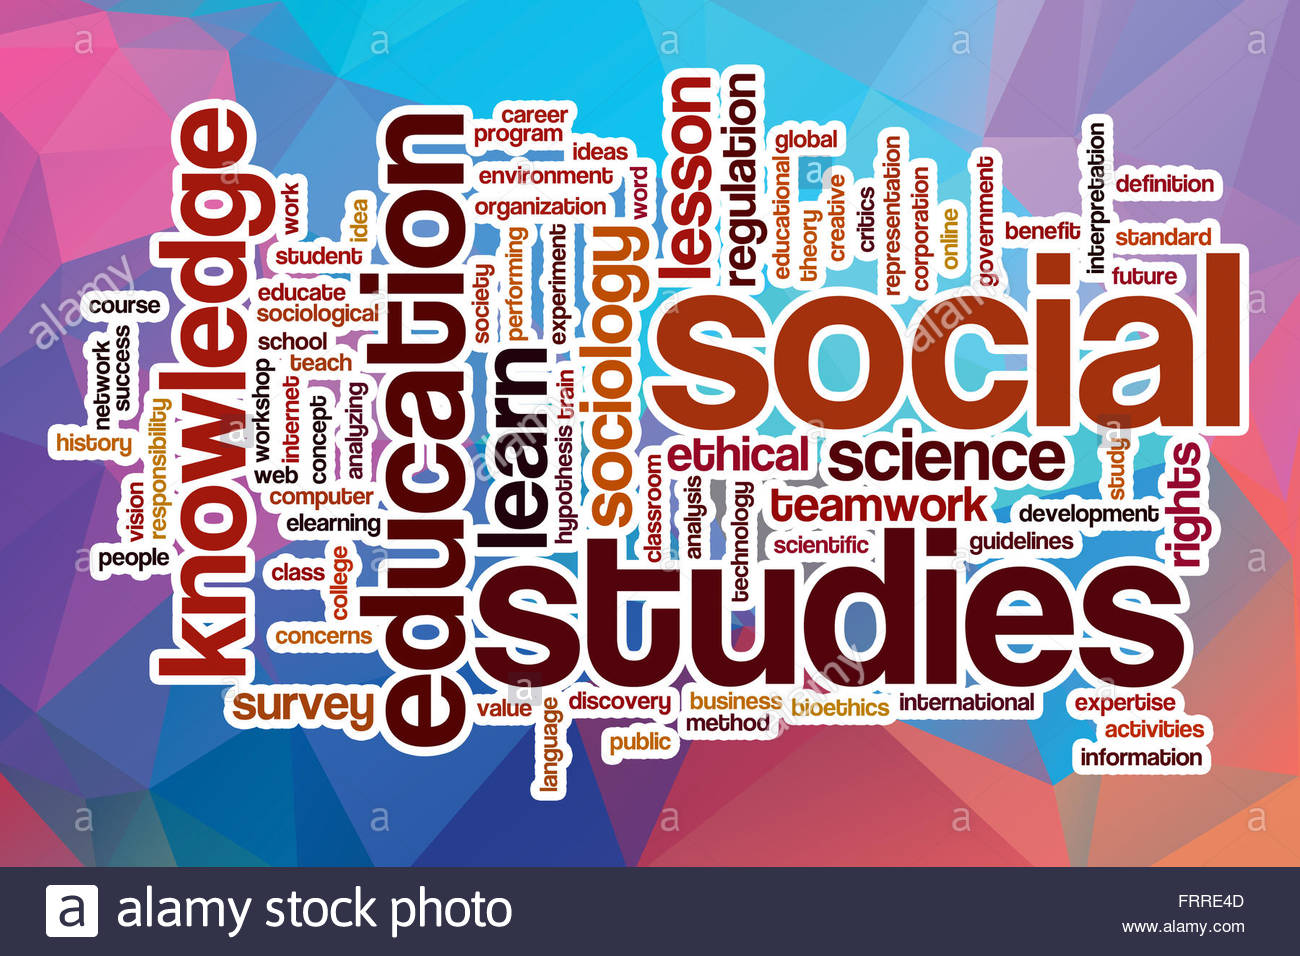 career
program
ideas
environment
organization
word
lesson
regulation
global
educational
theory
creative
critics
representation
corporation
online
government
benefit
interpretation
definition
standard
future
knowledge
work
idea
student
education
educate
sociological
society
performing
experiment
sociology
social
course
network
success
school
teach
history
responsibility
workshop
internet
concept
analyzing
web
computer
elearning
learn
hypothesis
train
vision
people
class
college
concerns
classroom
ethical
science
analysis
technology
teamwork
scientific
guidelines
development
study
rights
studies
survey
value
language
discovery
public
business
method
bioethics
international
expertise
activities
information
a alamy stock photo
FRRE4D
www.alamy.com